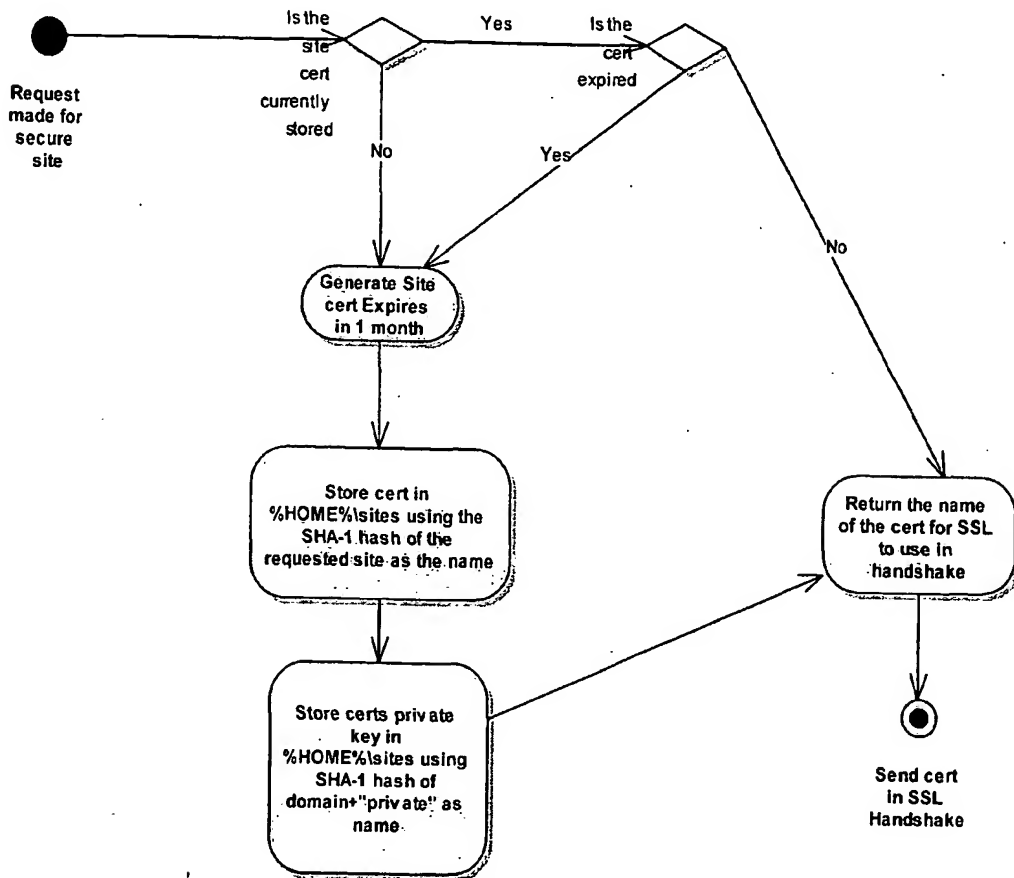 Request
made for
secure
site
Is the
site
cert
currently
stored
Yes
No
Is the
cert
expired
Yes
No
Generate Site
cert Expires
in 1 month
Store cert in
%HOME%\sites using the
SHA-1 hash of the
requested site as the name
Store certs private
key in
%HOME%\sites using
SHA-1 hash of
domain+"private" as
name
Return the name
of the cert for SSL
to use in
handshake
Send cert
in SSL
Handshake